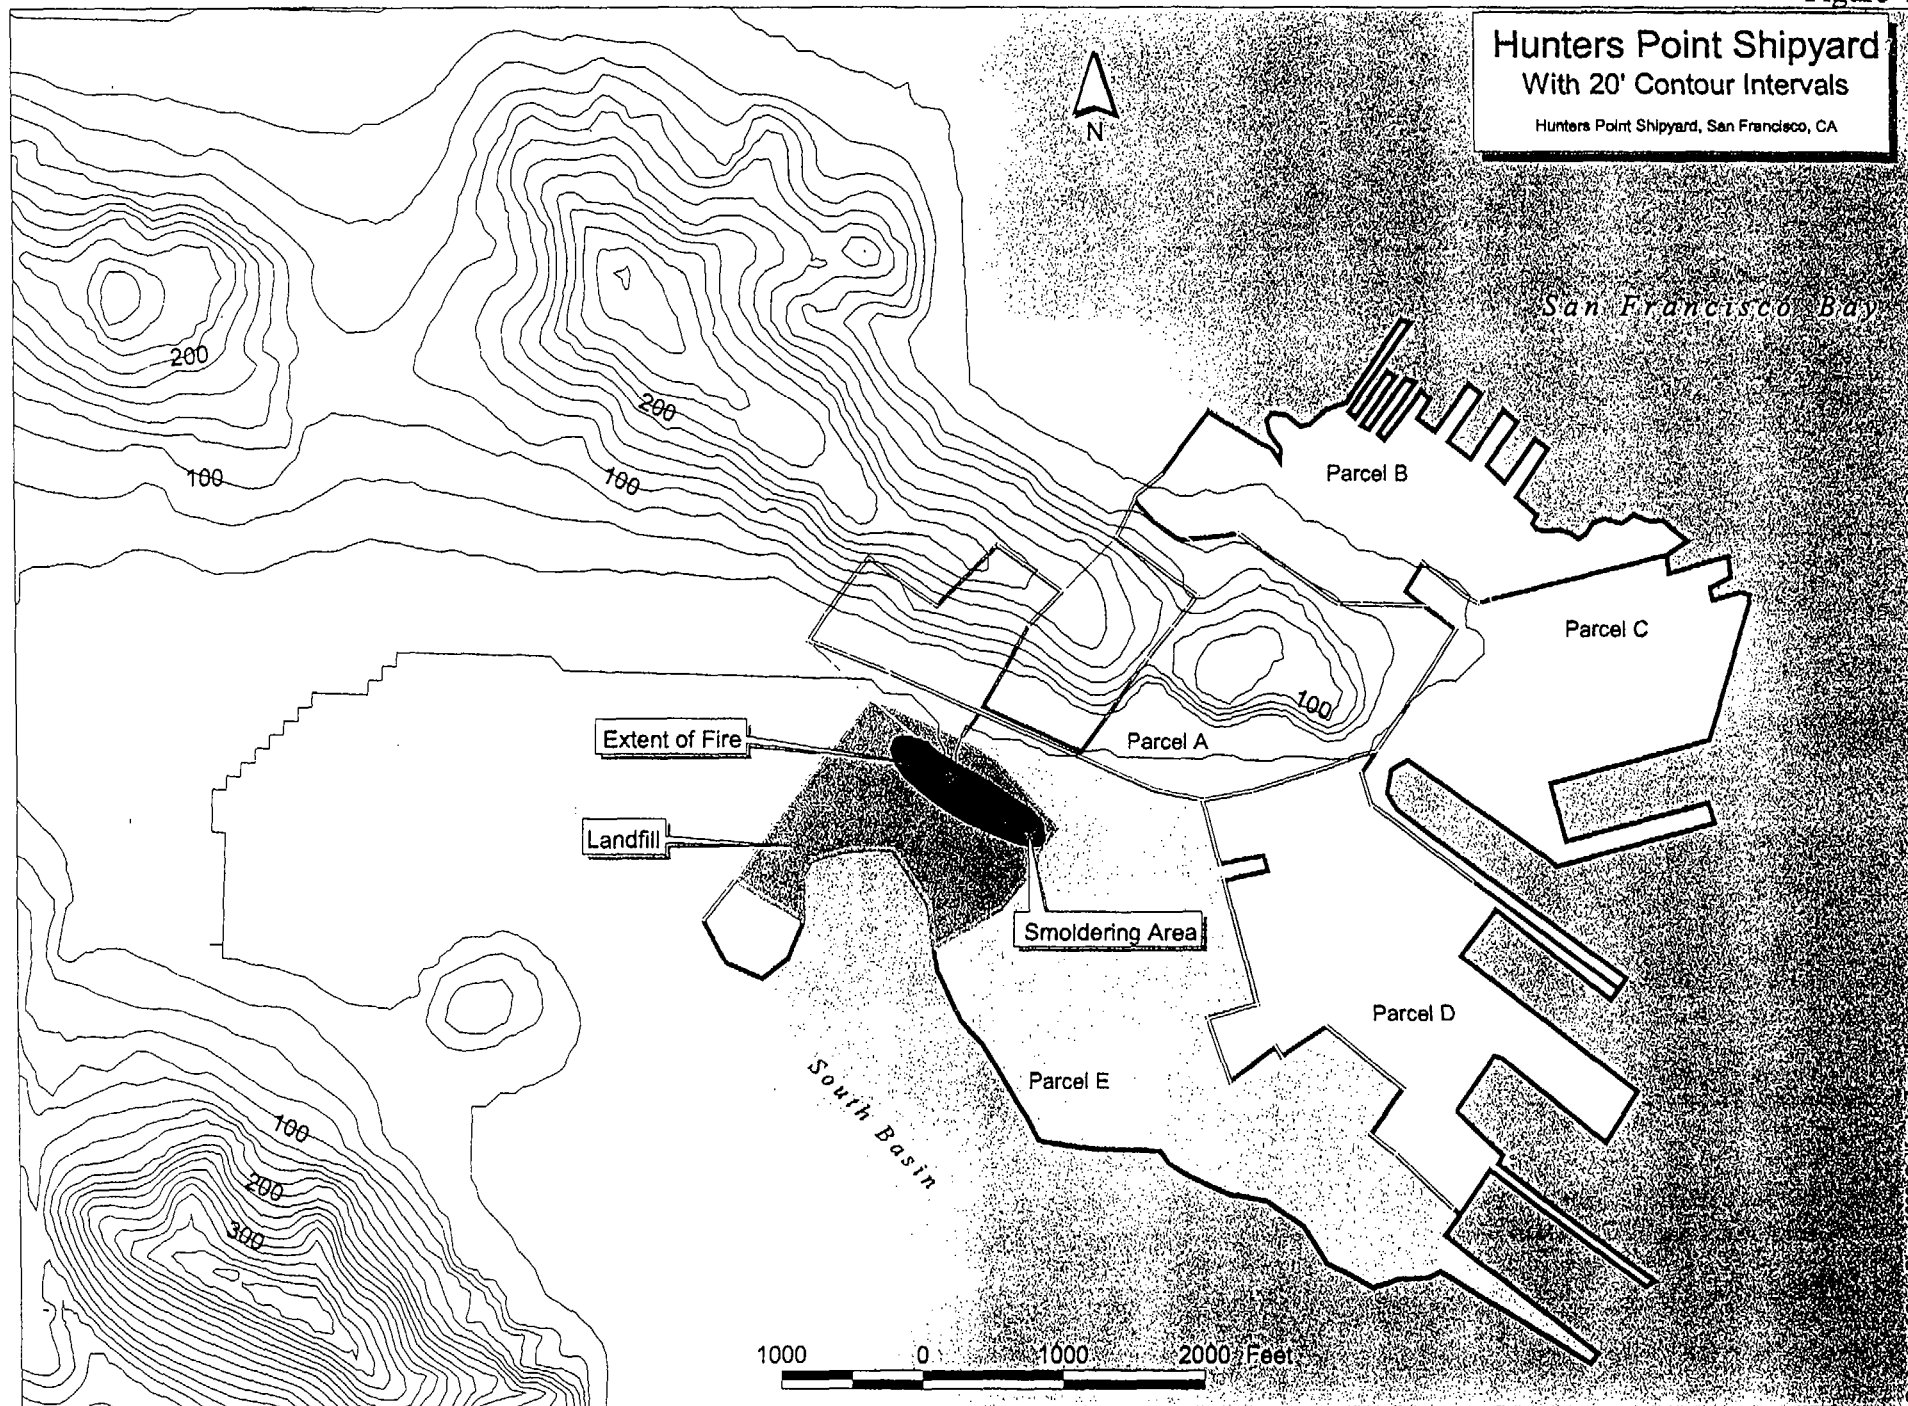 Figure
Hunters Point Shipyard
With 20' Contour Intervals
Hunters Point Shipyard, San Francisco, CA
N
San Francisco Bay
200
200
100
100
Parcel B
Parcel C
100
Parcel A
Extent of Fire
Landfill
Smoldering Area
Parcel D
South Basin
Parcel E
100
200
300
1000 0 1000 2000 Feet